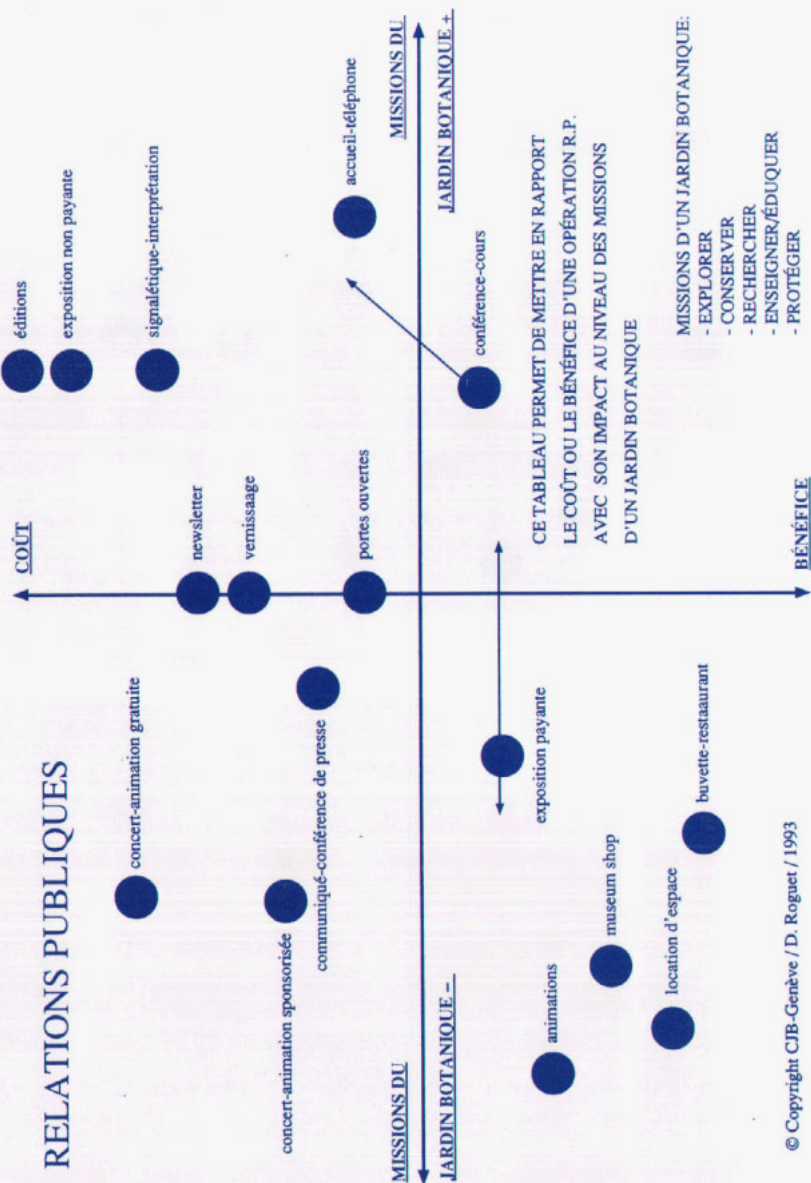 RELATIONS PUBLIQUES
COÛT
éditions
exposition non payante
concert-animation gratuite
signalétique-interprétation
newsletter
vernissaage
concert-animation sponsorisée
communiqué-conférence de presse
portes ouvertes
accueil-téléphone
MISSIONS DU
JARDIN BOTANIQUE -
MISSIONS DU
JARDIN BOTANIQUE +
conférence-cours
exposition payante
CE TABLEAU PERMET DE METTRE EN RAPPORT
LE COÛT OU LE BÉNÉFICE D'UNE OPÉRATION R.P.
AVEC SON IMPACT AU NIVEAU DES MISSIONS
D'UN JARDIN BOTANIQUE
animations
museum shop
location d'espace
buvette-restaaurant
MISSIONS D'UN JARDIN BOTANIQUE:
- EXPLORER
- CONSERVER
- RECHERCHER
- ENSEIGNER/ÉDUQUER
- PROTÉGER
BÉNÉFICE
© Copyright CJB-Genève / D. Roguet / 1993